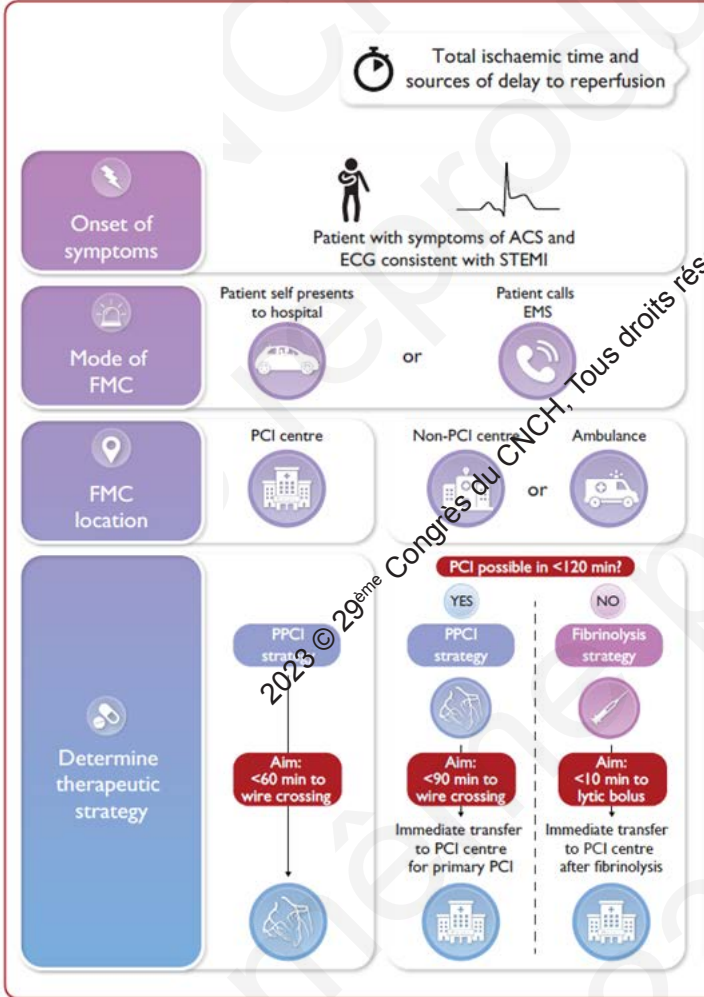 Total ischaemic time and
sources of delay to reperfusion
Onset of
symptoms
Patient with symptoms of ACS and
ECG consistent with STEMI
Mode of
FMC
Patient self presents
to hospital
or
Patient calls
EMS
FMC
location
PCI centre
Non-PCI centre
or
Ambulance
Determine
therapeutic
strategy
PPCI
strategy
Aim:
<60 min to
wire crossing
PCI possible in <120 min?
YES
PPCI
strategy
Aim:
<90 min to
wire crossing
Immediate transfer
to PCI centre
for primary PCI
NO
Fibrinolysis
strategy
Aim:
<10 min to
lytic bolus
Immediate transfer
to PCI centre
after fibrinolysis
2023 © 29ème Congrès du CNCH, Tous droits rés